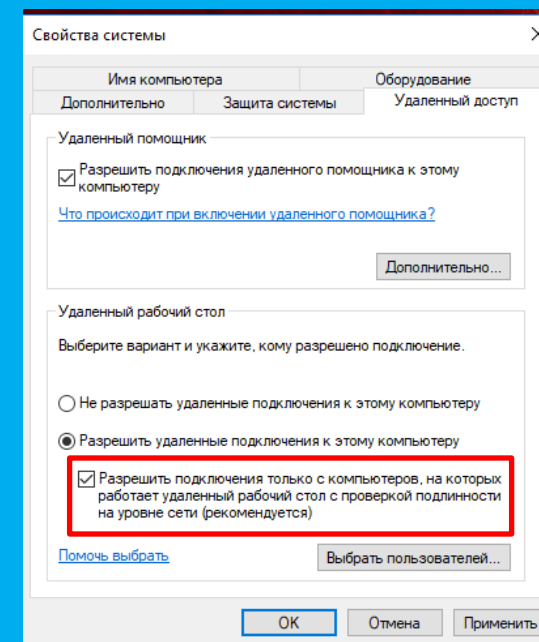 Свойства системы
Имя компьютера
Оборудование
Дополнительно
Защита системы
Удаленный доступ
Удаленный помощник
Разрешить подключения удаленного помощника к этому
компьютеру
Что происходит при включении удаленного помощника?
Дополнительно...
Удаленный рабочий стол
Выберите вариант и укажите, кому разрешено подключение.
Не разрешать удаленные подключения к этому компьютеру
Разрешить удаленные подключения к этому компьютеру
Разрешить подключения только с компьютеров, на которых
работает удаленный рабочий стол с проверкой подлинности
на уровне сети (рекомендуется)
Помочь выбрать
Выбрать пользователей...
OK
Отмена
Применить